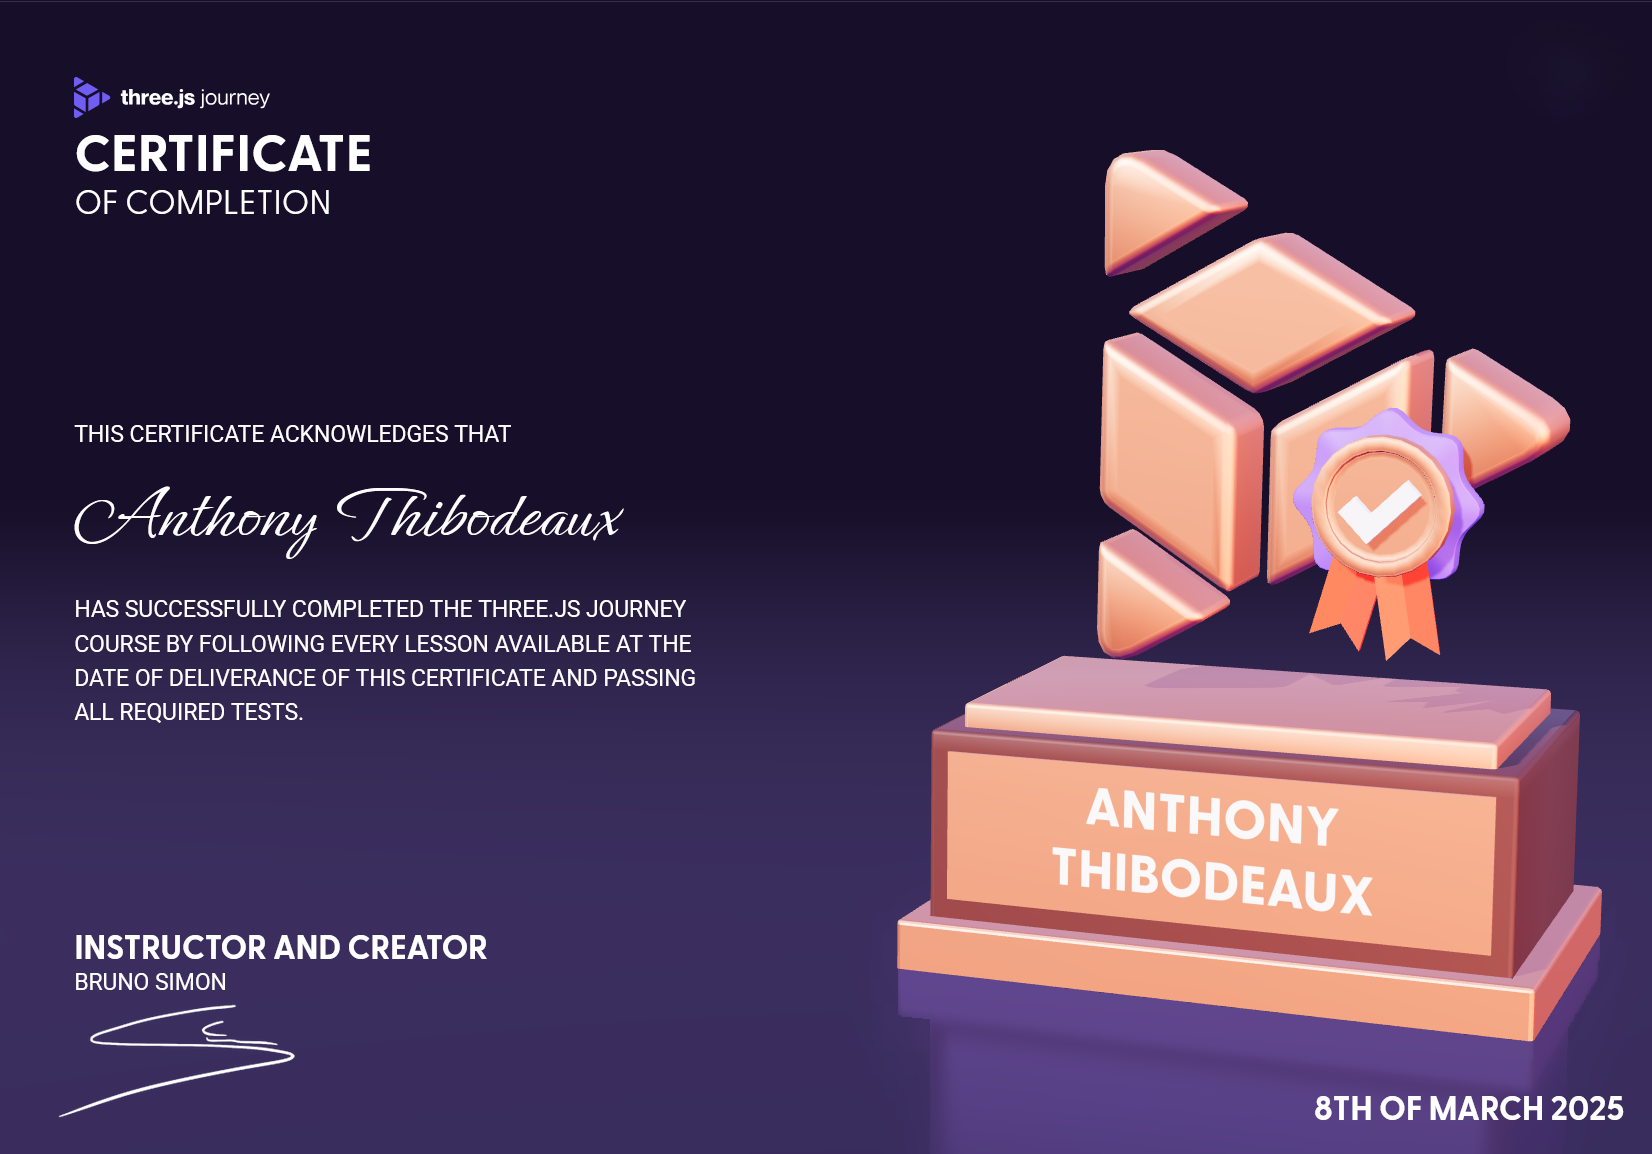 three.js journey
CERTIFICATE
OF COMPLETION
THIS CERTIFICATE ACKNOWLEDGES THAT
Anthony Thibodeaux
HAS SUCCESSFULLY COMPLETED THE THREE.JS JOURNEY
COURSE BY FOLLOWING EVERY LESSON AVAILABLE AT THE
DATE OF DELIVERANCE OF THIS CERTIFICATE AND PASSING
ALL REQUIRED TESTS.
ANTHONY
THIBODEAUX
INSTRUCTOR AND CREATOR
BRUNO SIMON
8TH OF MARCH 2025